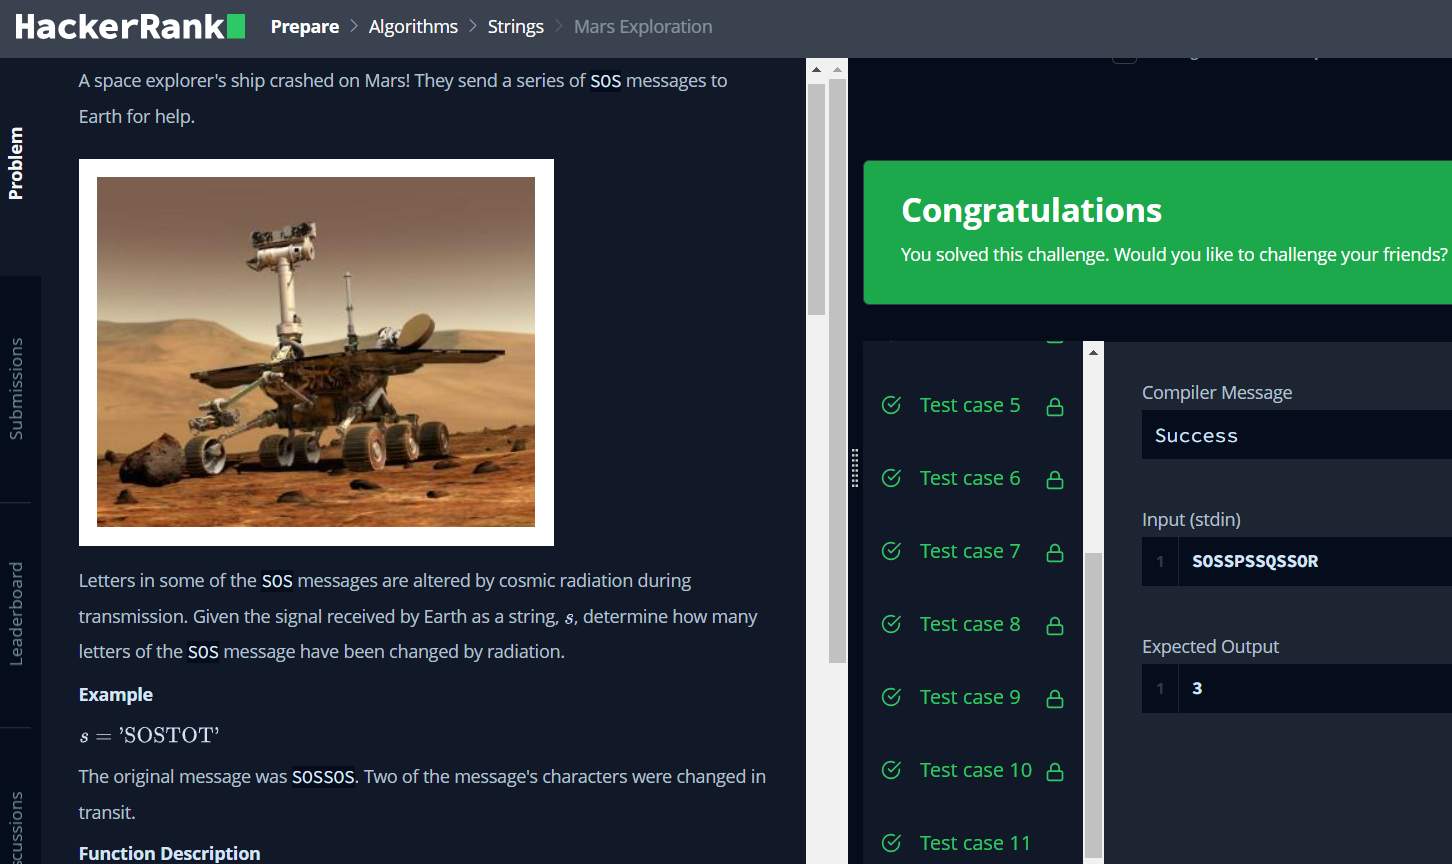 HackerRank
Prepare > Algorithms > Strings > Mars Exploration
Problem
Submissions
Leaderboard
A space explorer's ship crashed on Mars! They send a series of SOS messages to
Earth for help.
Letters in some of the SOS messages are altered by cosmic radiation during
transmission. Given the signal received by Earth as a string, s, determine how many
letters of the SOS message have been changed by radiation.
Example
s = 'SOSTOT'
The original message was SOSSOS. Two of the message's characters were changed in
transit.
Function Description
Congratulations
You solved this challenge. Would you like to challenge your friends?
Test case 5
Test case 6
Test case 7
Test case 8
Test case 9
Test case 10
Test case 11
Compiler Message
Success
Input (stdin)
1 SOSSPSSQSSOR
Expected Output
1 3